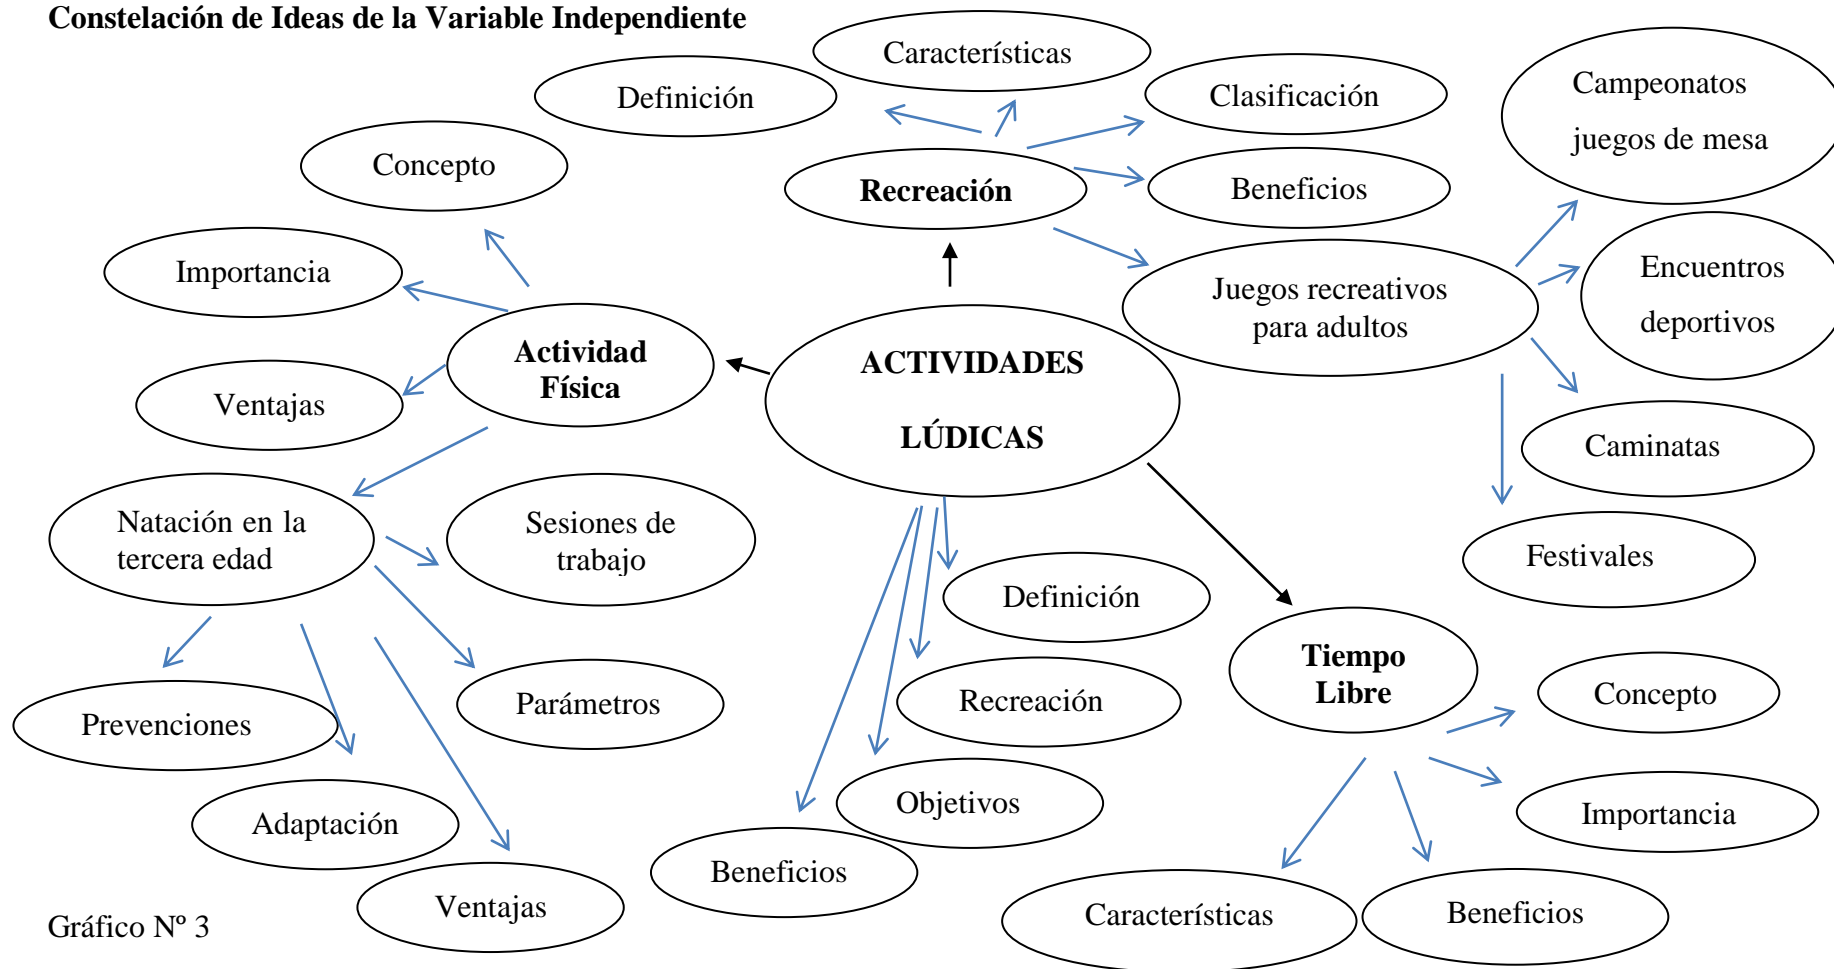 Constelación de Ideas de la Variable Independiente
Características
Definición
Clasificación
Campeonatos
juegos de mesa
Concepto
Recreación
Beneficios
Importancia
Juegos recreativos
para adultos
Encuentros
deportivos
Actividad
Física
ACTIVIDADES
LÚDICAS
Ventajas
Caminatas
Natación en la
tercera edad
Sesiones de
trabajo
Festivales
Definición
Tiempo
Libre
Prevenciones
Parámetros
Recreación
Concepto
Adaptación
Objetivos
Importancia
Beneficios
Ventajas
Características
Beneficios
Gráfico Nº 3